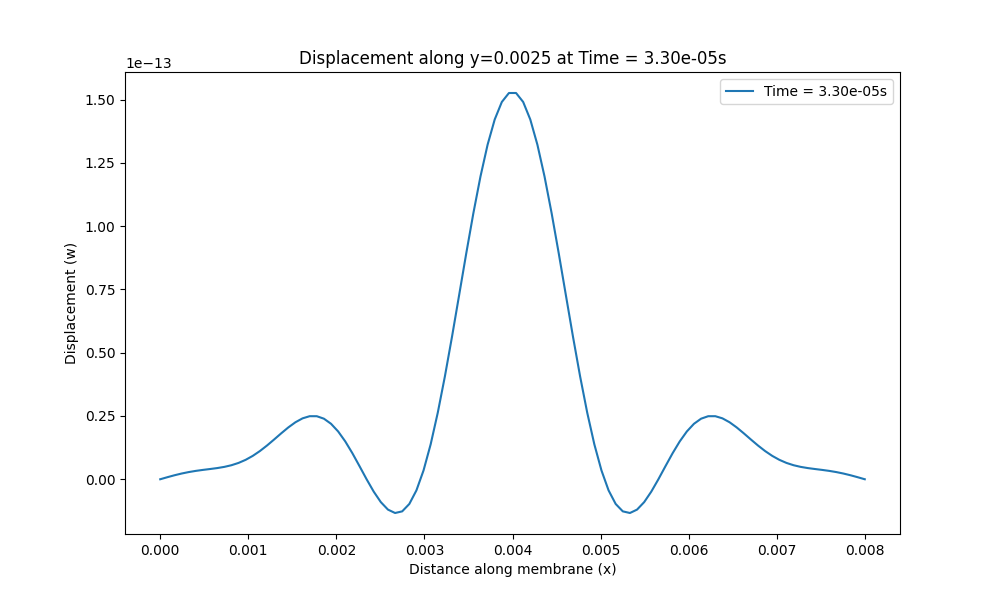 Displacement along y=0.0025 at Time = 3.30e-05s
1e−13
Time = 3.30e-05s
1.50
1.25
1.00
0.75
0.50
0.25
0.00
Displacement (w)
0.000 0.001 0.002 0.003 0.004 0.005 0.006 0.007 0.008
Distance along membrane (x)